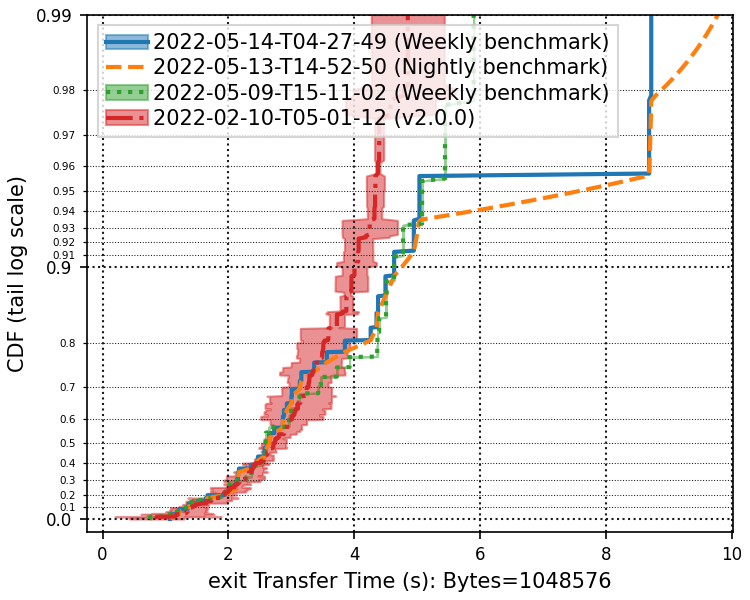 0.99
2022-05-14-T04-27-49 (Weekly benchmark)
2022-05-13-T14-52-50 (Nightly benchmark)
2022-05-09-T15-11-02 (Weekly benchmark)
2022-02-10-T05-01-12 (v2.0.0)
0.98
0.97
0.96
0.95
0.94
0.93
0.92
0.91
0.9
0.8
0.7
0.6
0.5
0.4
0.3
0.2
0.1
0.0
CDF (tail log scale)
0 2 4 6 8 10
exit Transfer Time (s): Bytes=1048576